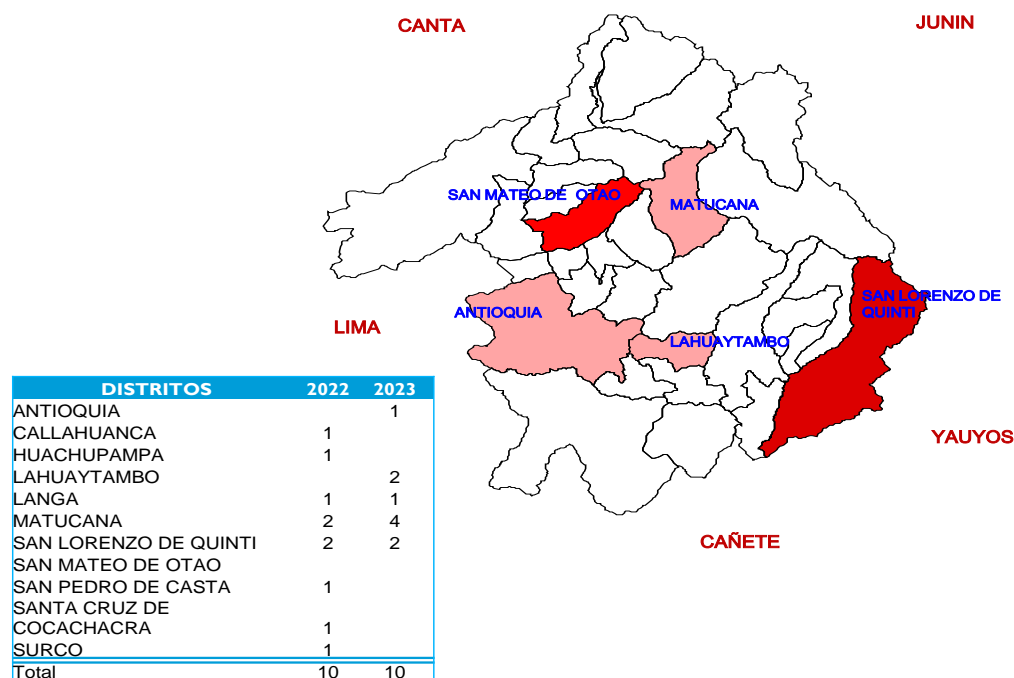 CANTA
JUNIN
SAN MATEO DE OTAO
MATUCANA
SAN LORENZO DE
QUINTI
ANTIOQUIA
LIMA
LAHUAYTAMBO
YAUYOS
CAÑETE
DISTRITOS 2022 2023
ANTIOQUIA 1
CALLAHUANCA 1
HUACHUPAMPA 1
LAHUAYTAMBO 2
LANGA 1 1
MATUCANA 2 4
SAN LORENZO DE QUINTI 2 2
SAN MATEO DE OTAO
SAN PEDRO DE CASTA 1
SANTA CRUZ DE
COCACHACRA 1
SURCO 1
Total 10 10